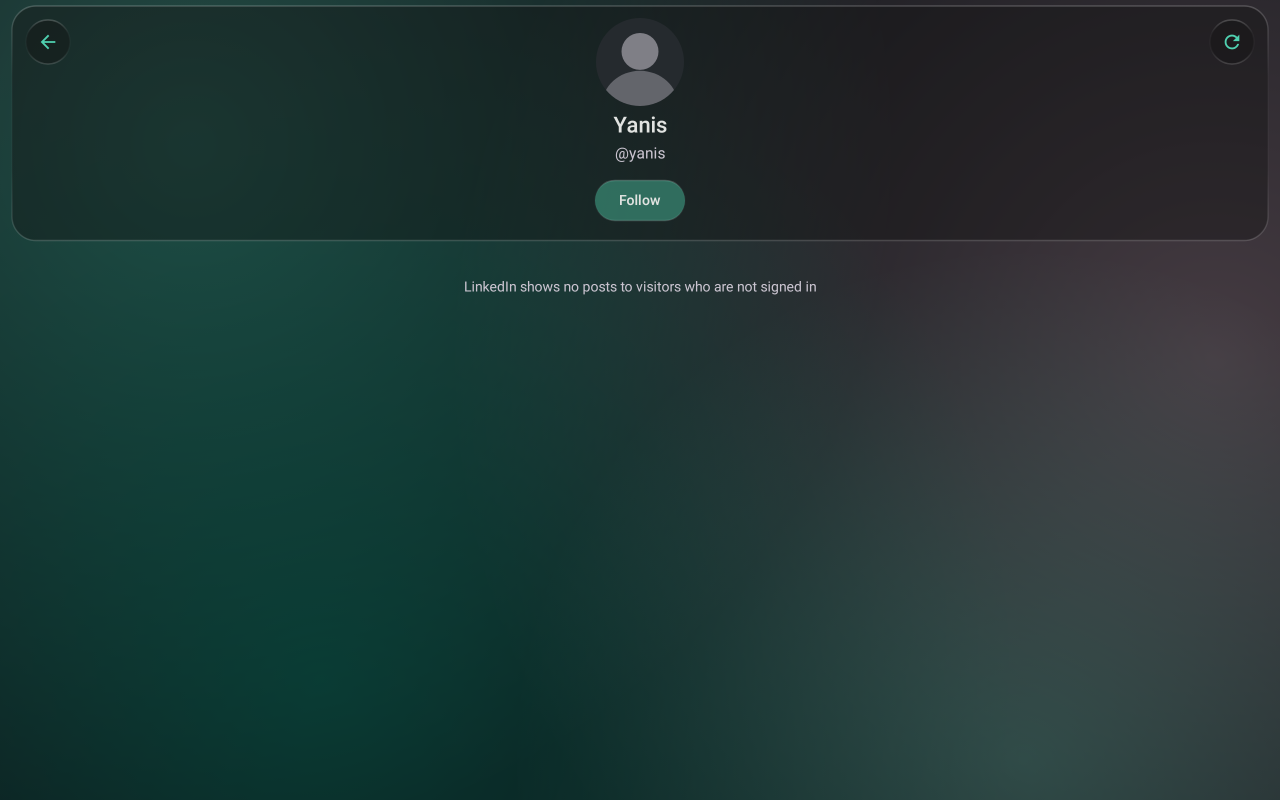 Yanis
@yanis
Follow
LinkedIn shows no posts to visitors who are not signed in